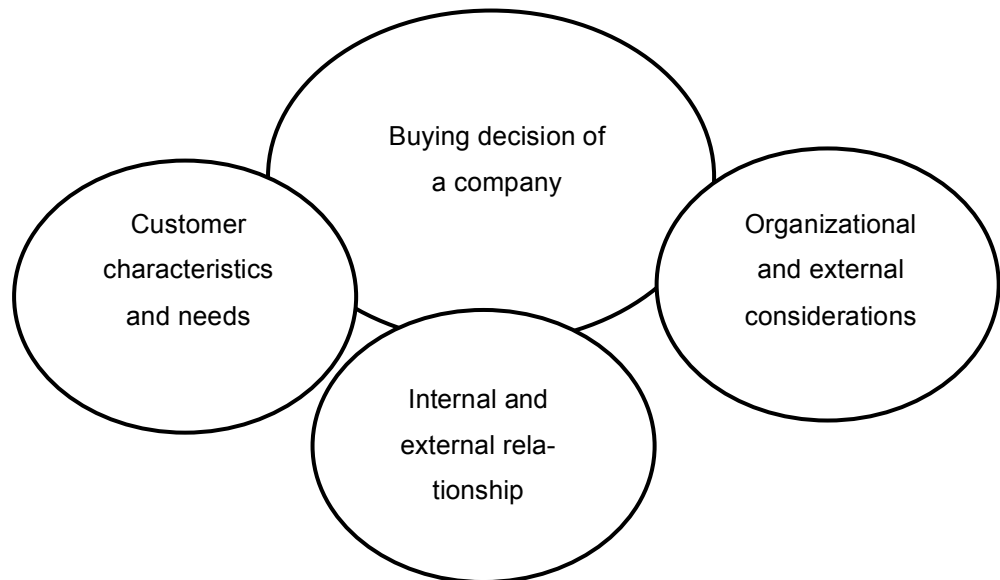 Buying decision of
a company
Customer
characteristics
and needs
Organizational
and external
considerations
Internal and
external rela-
tionship